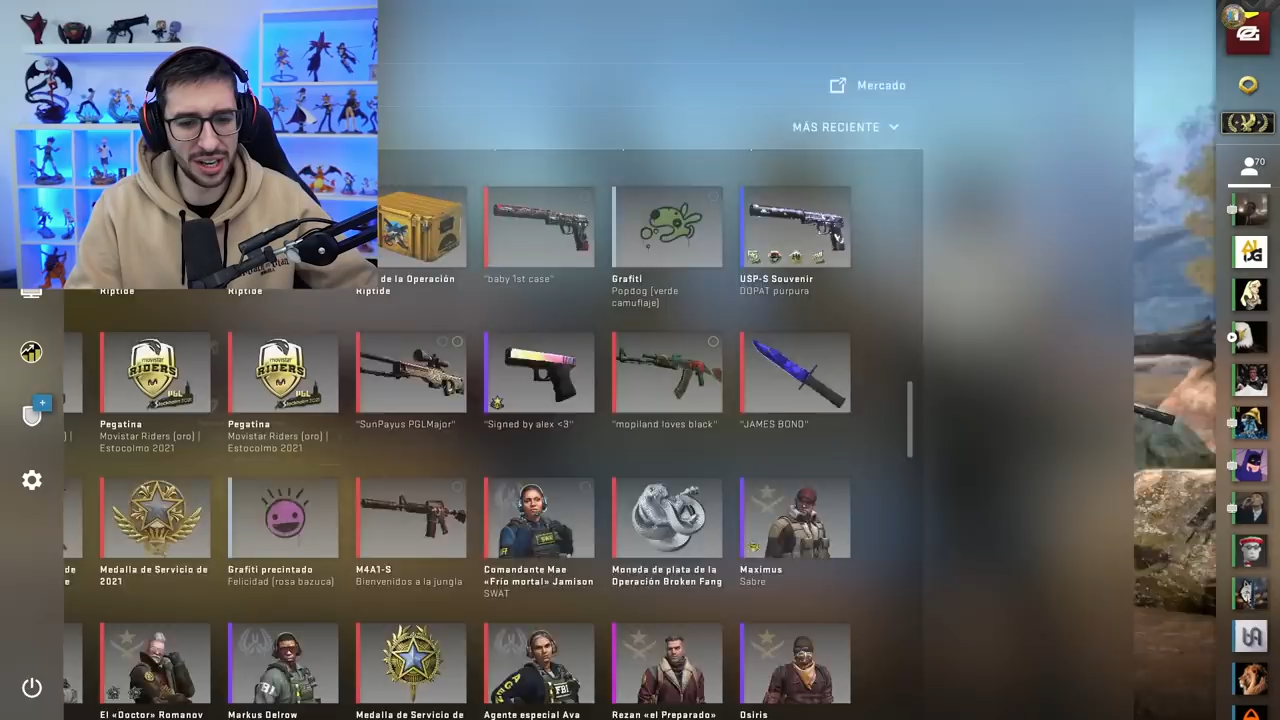 Mercado
MÁS RECIENTE
70
de la Operación
Riptide
"baby 1st case"
Grafiti
Popdog (verde
camuflaje)
USP-S Souvenir
DDPAT púrpura
Riptide
Riptide
Pegatina
Movistar Riders (oro) |
Estocolmo 2021
Pegatina
Movistar Riders (oro) |
Estocolmo 2021
"SunPayus PGLMajor"
"Signed by alex <3"
"mopiland loves black"
"JAMES BOND"
) |
de
e
Medalla de Servicio de
2021
Grafiti precintado
Felicidad (rosa bazuca)
M4A1-S
Bienvenidos a la jungla
Comandante Mae
«Frío mortal» Jamison
SWAT
Moneda de plata de la
Operación Broken Fang
Maximus
Sabre
El «Doctor» Romanov
Markus Delrow
Medalla de Servicio de
Agente especial Ava
Rezan «el Preparado»
Osiris